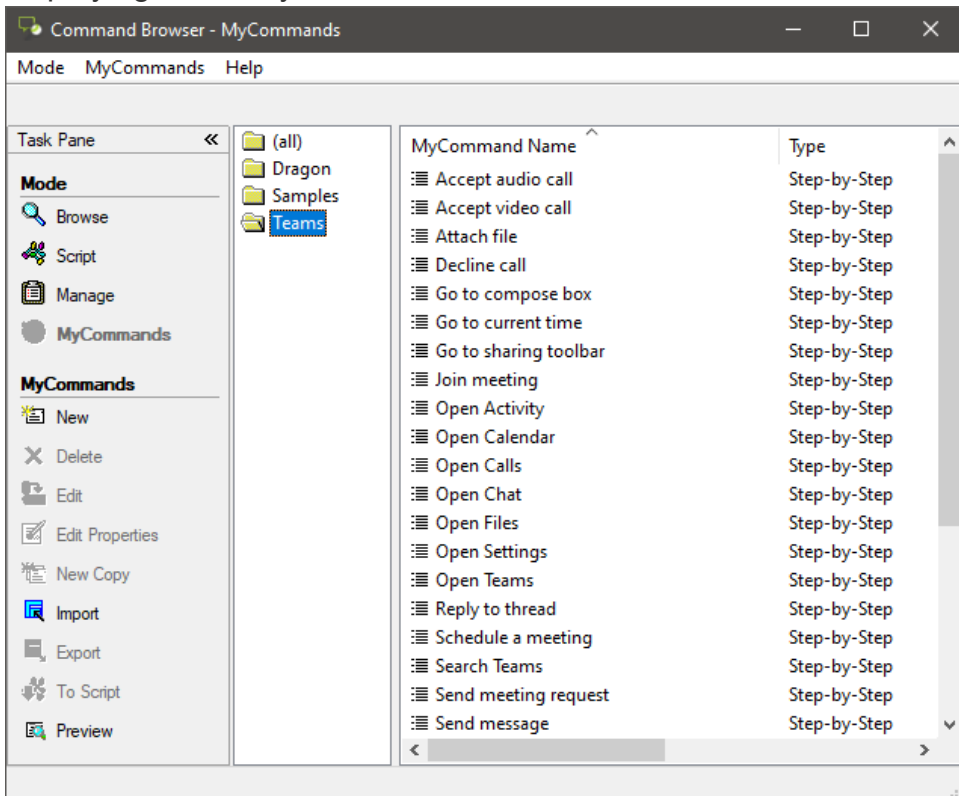 Command Browser - MyCommands
Mode MyCommands Help
Task Pane
Mode
Browse
Script
Manage
MyCommands
MyCommands
New
Delete
Edit
Edit Properties
New Copy
Import
Export
To Script
Preview
(all)
Dragon
Samples
Teams
MyCommand Name Type
Accept audio call Step-by-Step
Accept video call Step-by-Step
Attach file Step-by-Step
Decline call Step-by-Step
Go to compose box Step-by-Step
Go to current time Step-by-Step
Go to sharing toolbar Step-by-Step
Join meeting Step-by-Step
Open Activity Step-by-Step
Open Calendar Step-by-Step
Open Calls Step-by-Step
Open Chat Step-by-Step
Open Files Step-by-Step
Open Settings Step-by-Step
Open Teams Step-by-Step
Reply to thread Step-by-Step
Schedule a meeting Step-by-Step
Search Teams Step-by-Step
Send meeting request Step-by-Step
Send message Step-by-Step